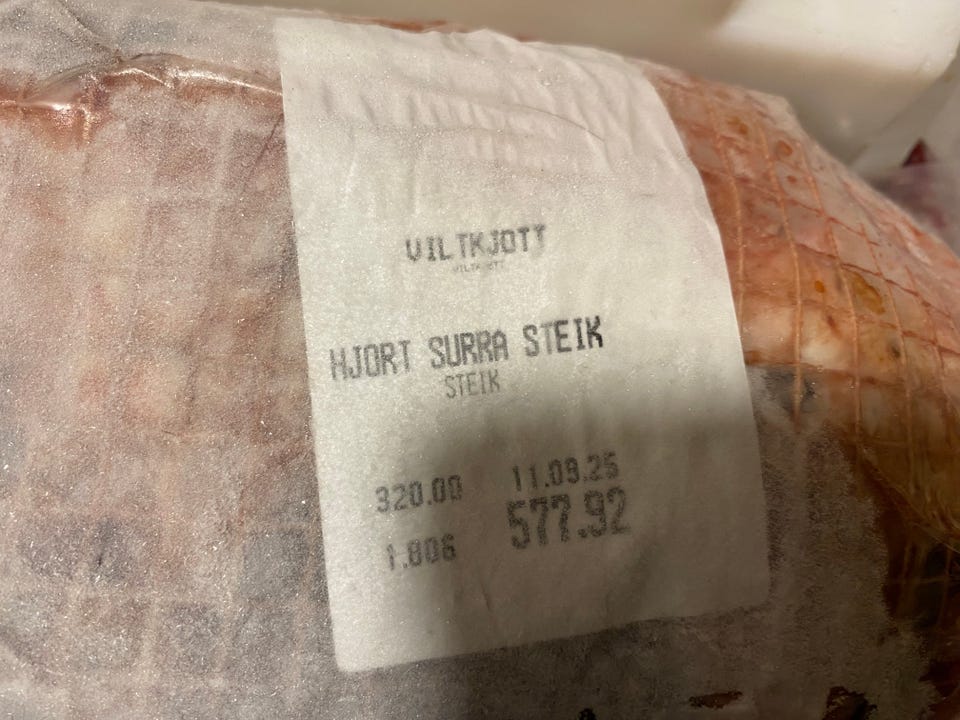 VILTKJOTT
HJORT SURRA STEIK
STEIK
320.00 11.09.25
577.92
1.806